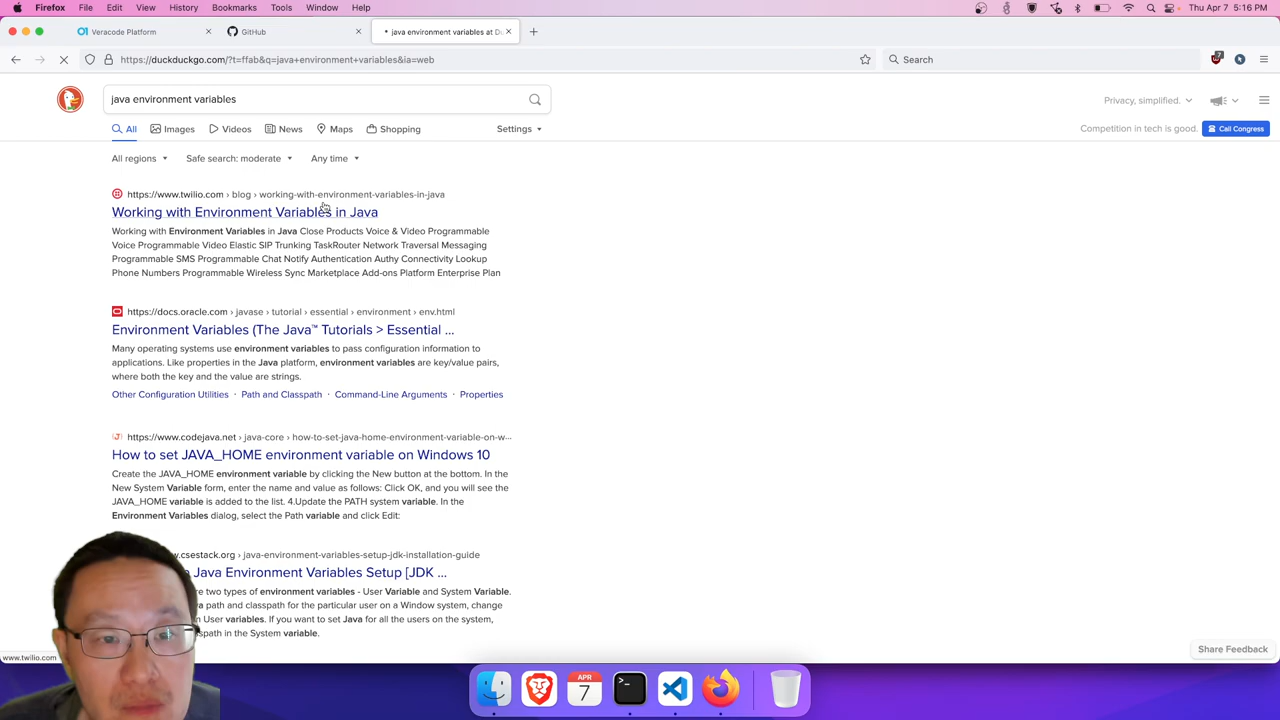 Firefox File Edit View History Bookmarks Tools Window Help Thu Apr 7 5:16 PM
Veracode Platform GitHub java environment variables at Du
https://duckduckgo.com/?t=ffab&q=java+environment+variables&ia=web Search
java environment variables
Privacy, simplified.
All Images Videos News Maps Shopping Settings
Competition in tech is good. Call Congress
All regions Safe search: moderate Any time
https://www.twilio.com › blog › working-with-environment-variables-in-java
Working with Environment Variables in Java
Working with Environment Variables in Java Close Products Voice & Video Programmable
Voice Programmable Video Elastic SIP Trunking TaskRouter Network Traversal Messaging
Programmable SMS Programmable Chat Notify Authentication Authy Connectivity Lookup
Phone Numbers Programmable Wireless Sync Marketplace Add-ons Platform Enterprise Plan
https://docs.oracle.com › javase › tutorial › essential › environment › env.html
Environment Variables (The Java™ Tutorials > Essential ...
Many operating systems use environment variables to pass configuration information to
applications. Like properties in the Java platform, environment variables are key/value pairs,
where both the key and the value are strings.
Other Configuration Utilities · Path and Classpath · Command-Line Arguments · Properties
https://www.codejava.net › java-core › how-to-set-java-home-environment-variable-on-w...
How to set JAVA_HOME environment variable on Windows 10
Create the JAVA_HOME environment variable by clicking the New button at the bottom. In the
New System Variable form, enter the name and value as follows: Click OK, and you will see the
JAVA_HOME variable is added to the list. 4.Update the PATH system variable. In the
Environment Variables dialog, select the Path variable and click Edit:
.csestack.org › java-environment-variables-setup-jdk-installation-guide
Java Environment Variables Setup [JDK ...
two types of environment variables - User Variable and System Variable.
path and classpath for the particular user on a Window system, change
User variables. If you want to set Java for all the users on the system,
in the System variable.
Share Feedback
www.twilio.com
APR
7